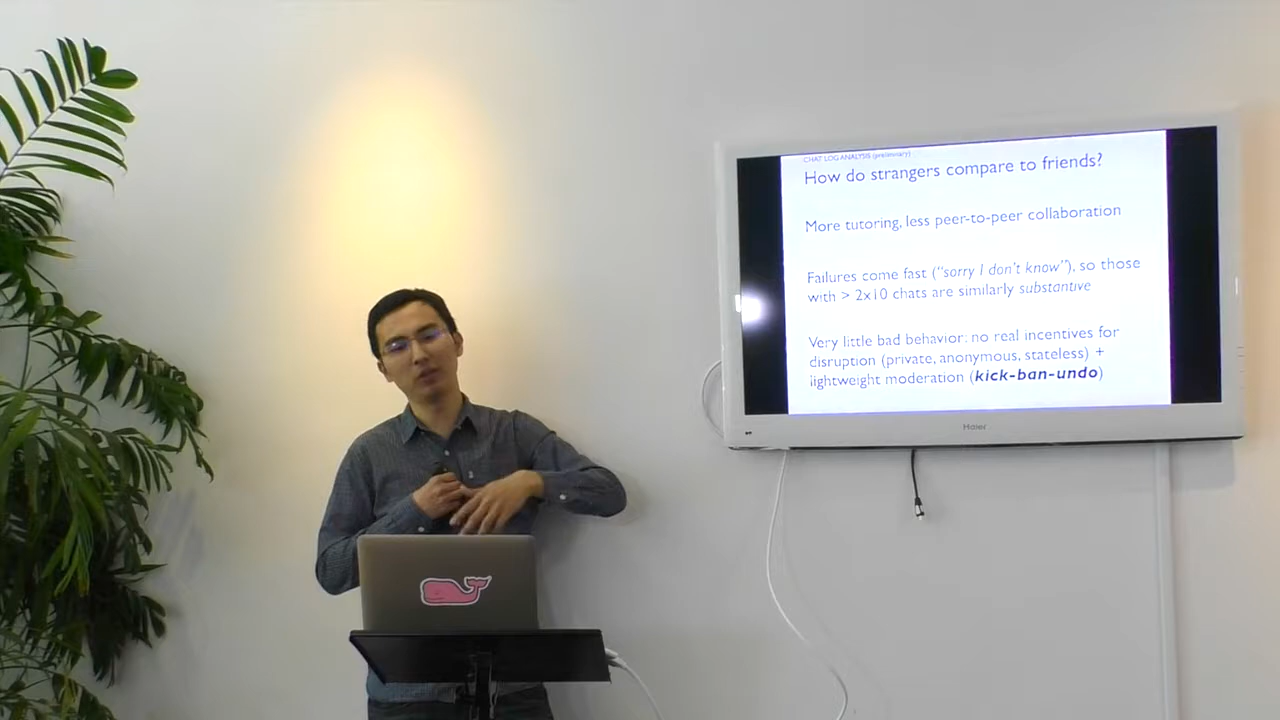 CHAT LOG ANALYSIS (preliminary)
How do strangers compare to friends?
More tutoring, less peer-to-peer collaboration
Failures come fast (“sorry I don’t know”), so those
with > 2x10 chats are similarly substantive
Very little bad behavior: no real incentives for
disruption (private, anonymous, stateless) +
lightweight moderation (kick-ban-undo)
Haier